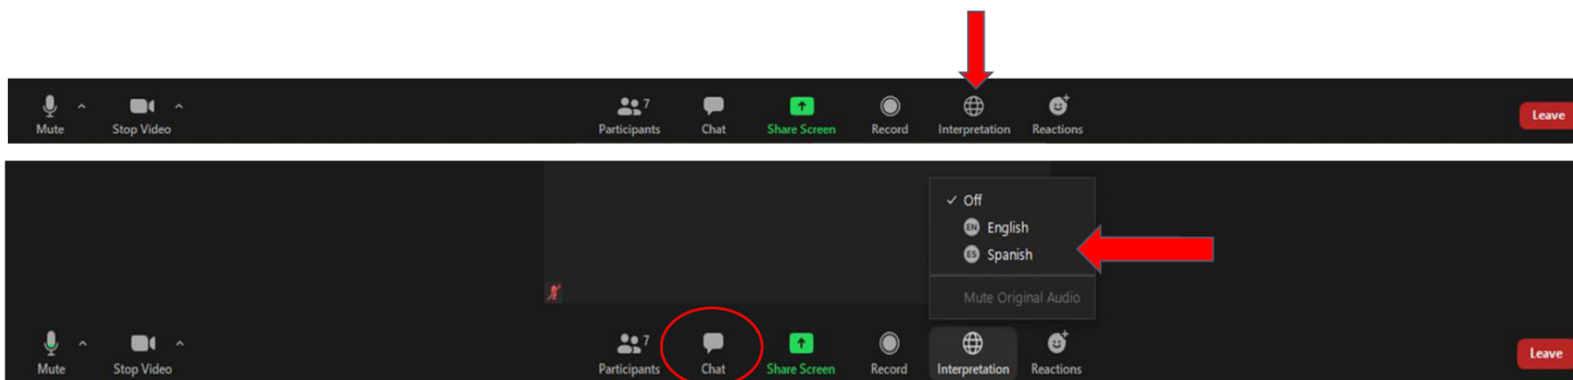 7
Mute Stop Video Participants Chat Share Screen Record Interpretation Reactions Leave
Off
EN English
ES Spanish
Mute Original Audio
7
Mute Stop Video Participants Chat Share Screen Record Interpretation Reactions Leave